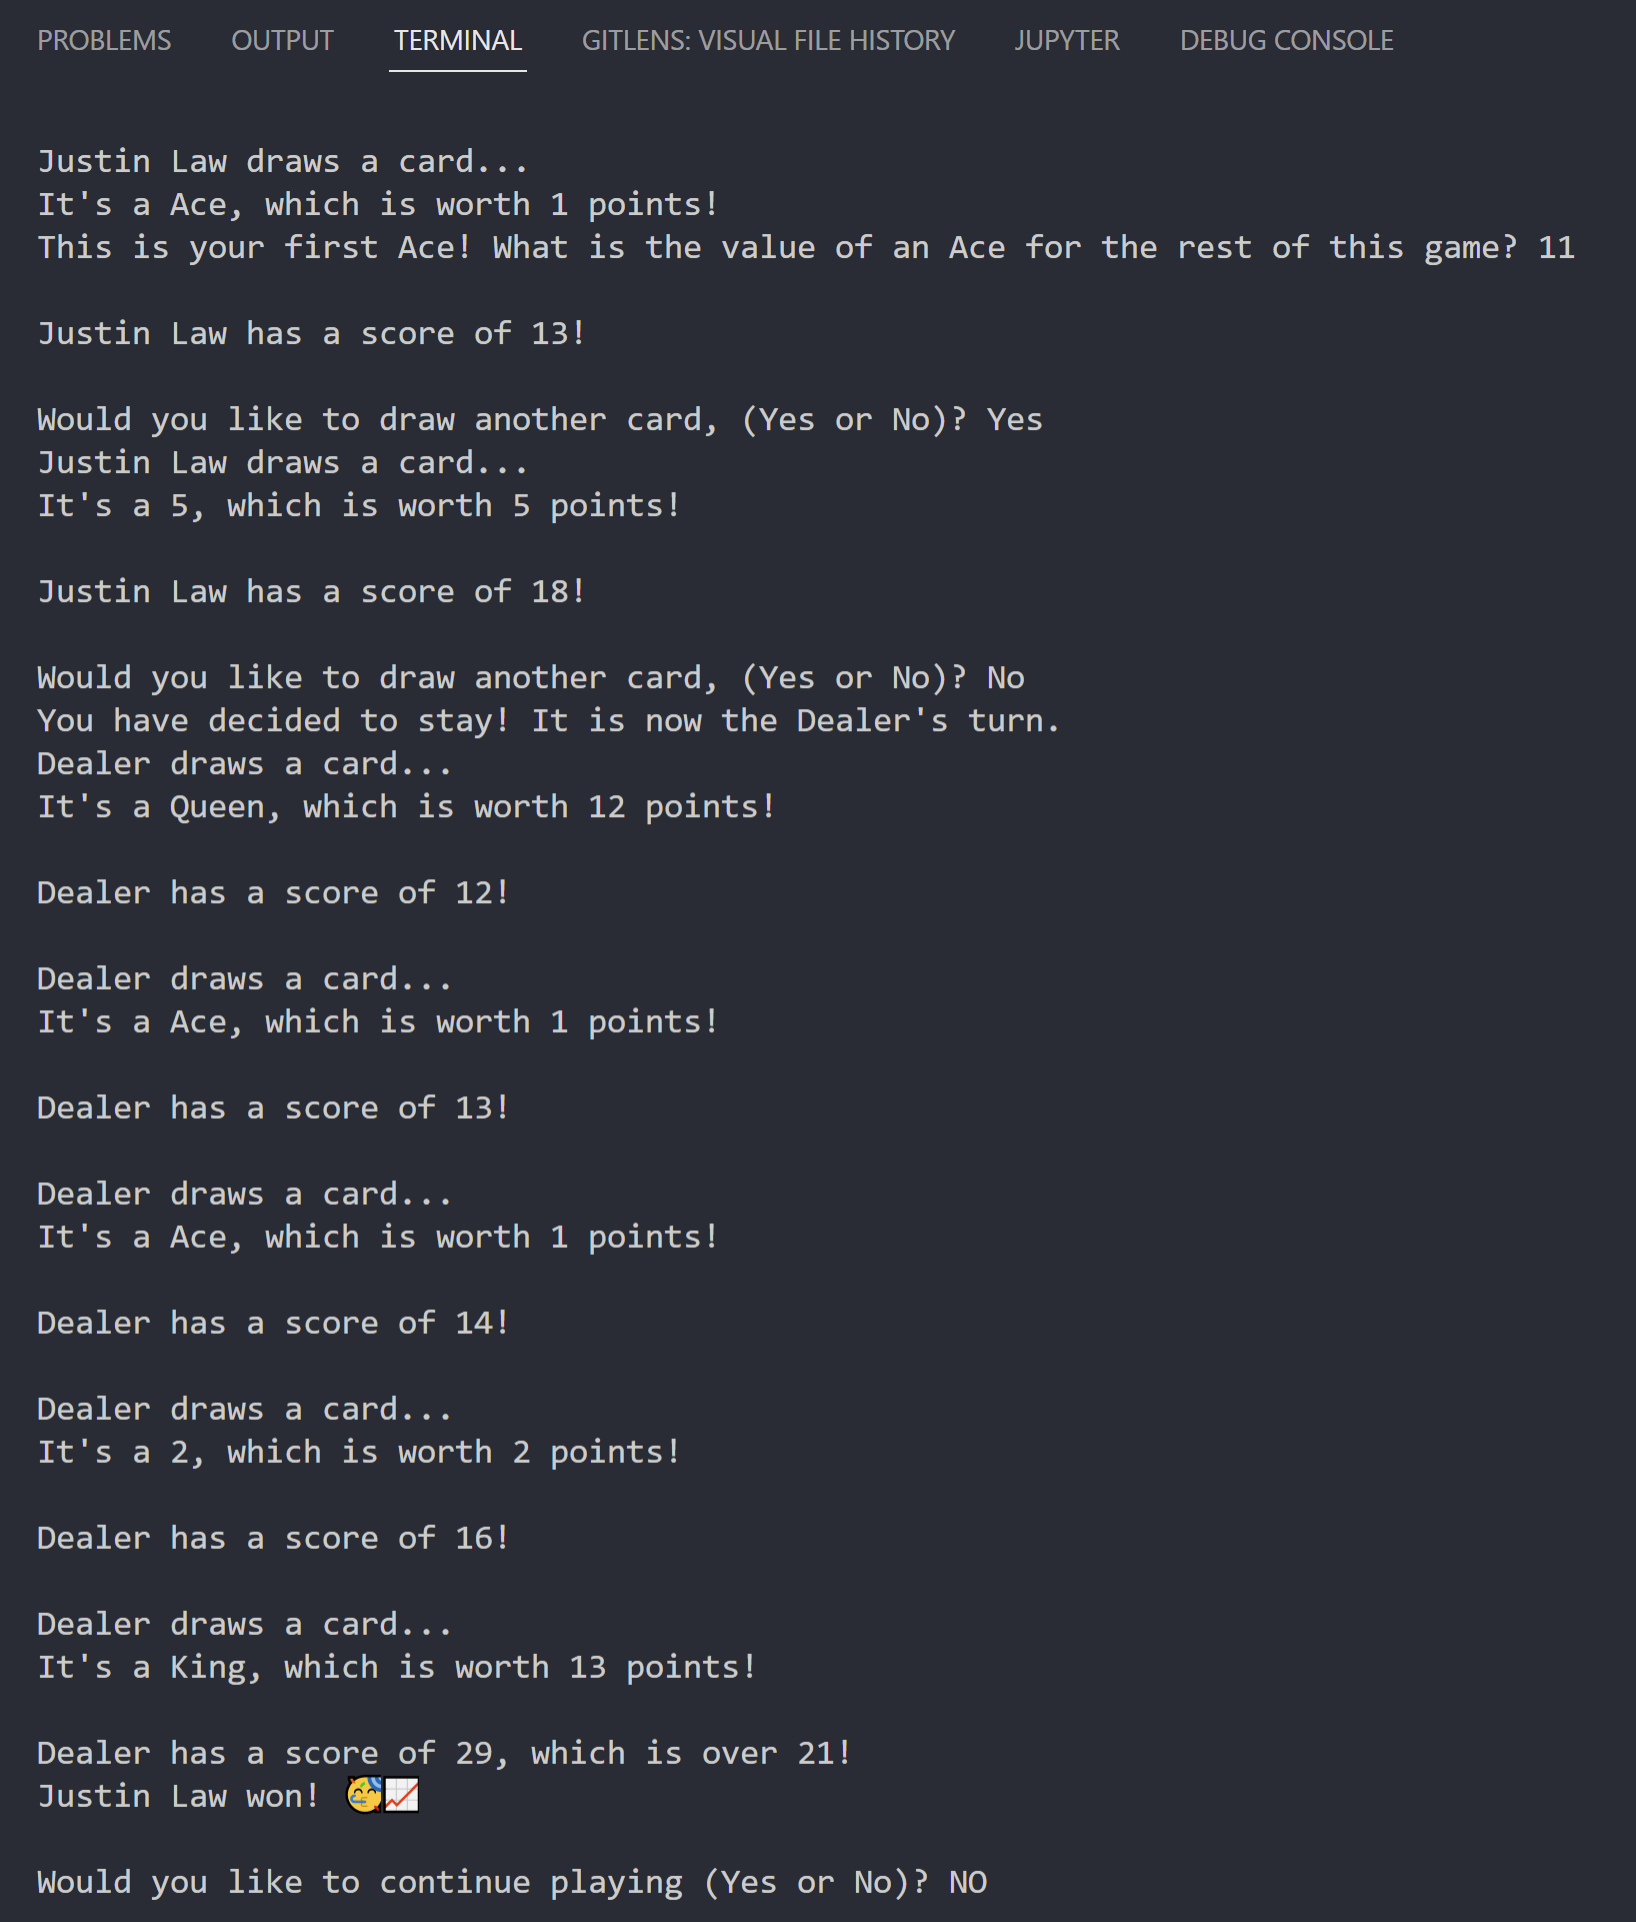 PROBLEMS OUTPUT TERMINAL GITLENS: VISUAL FILE HISTORY JUPYTER DEBUG CONSOLE
Justin Law draws a card...
It's a Ace, which is worth 1 points!
This is your first Ace! What is the value of an Ace for the rest of this game? 11
Justin Law has a score of 13!
Would you like to draw another card, (Yes or No)? Yes
Justin Law draws a card...
It's a 5, which is worth 5 points!
Justin Law has a score of 18!
Would you like to draw another card, (Yes or No)? No
You have decided to stay! It is now the Dealer's turn.
Dealer draws a card...
It's a Queen, which is worth 12 points!
Dealer has a score of 12!
Dealer draws a card...
It's a Ace, which is worth 1 points!
Dealer has a score of 13!
Dealer draws a card...
It's a Ace, which is worth 1 points!
Dealer has a score of 14!
Dealer draws a card...
It's a 2, which is worth 2 points!
Dealer has a score of 16!
Dealer draws a card...
It's a King, which is worth 13 points!
Dealer has a score of 29, which is over 21!
Justin Law won! 🥳📈
Would you like to continue playing (Yes or No)? NO